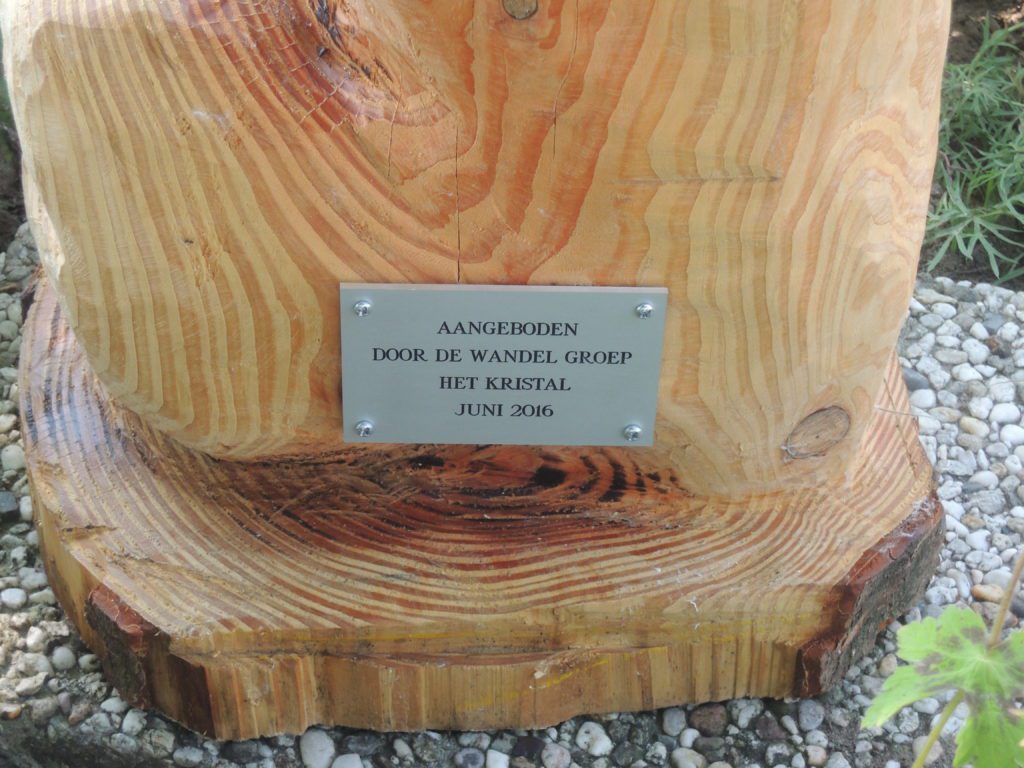 AANGEBODEN
DOOR DE WANDEL GROEP
HET KRISTAL
JUNI 2016